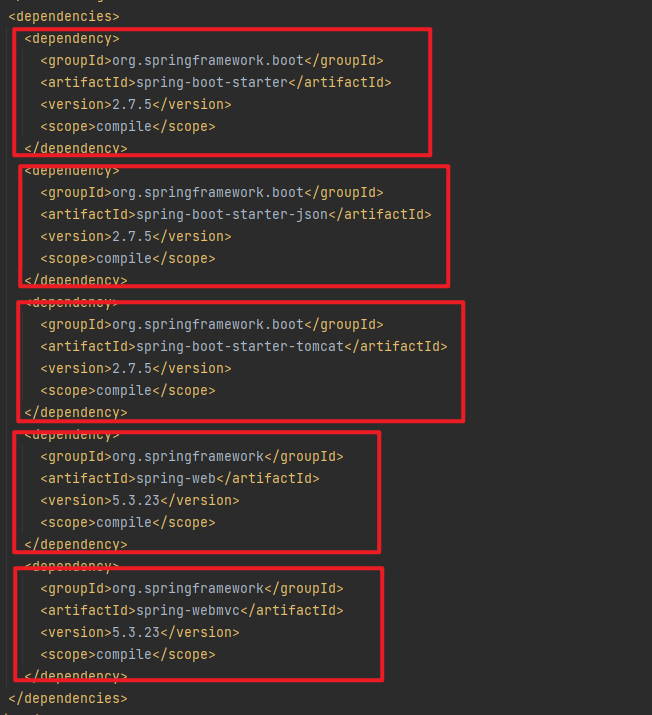 <dependencies>
<dependency>
<groupId>org.springframework.boot</groupId>
<artifactId>spring-boot-starter</artifactId>
<version>2.7.5</version>
<scope>compile</scope>
</dependency>
<dependency>
<groupId>org.springframework.boot</groupId>
<artifactId>spring-boot-starter-json</artifactId>
<version>2.7.5</version>
<scope>compile</scope>
</dependency>
<dependency>
<groupId>org.springframework.boot</groupId>
<artifactId>spring-boot-starter-tomcat</artifactId>
<version>2.7.5</version>
<scope>compile</scope>
</dependency>
<dependency>
<groupId>org.springframework</groupId>
<artifactId>spring-web</artifactId>
<version>5.3.23</version>
<scope>compile</scope>
</dependency>
<dependency>
<groupId>org.springframework</groupId>
<artifactId>spring-webmvc</artifactId>
<version>5.3.23</version>
<scope>compile</scope>
</dependency>
</dependencies>